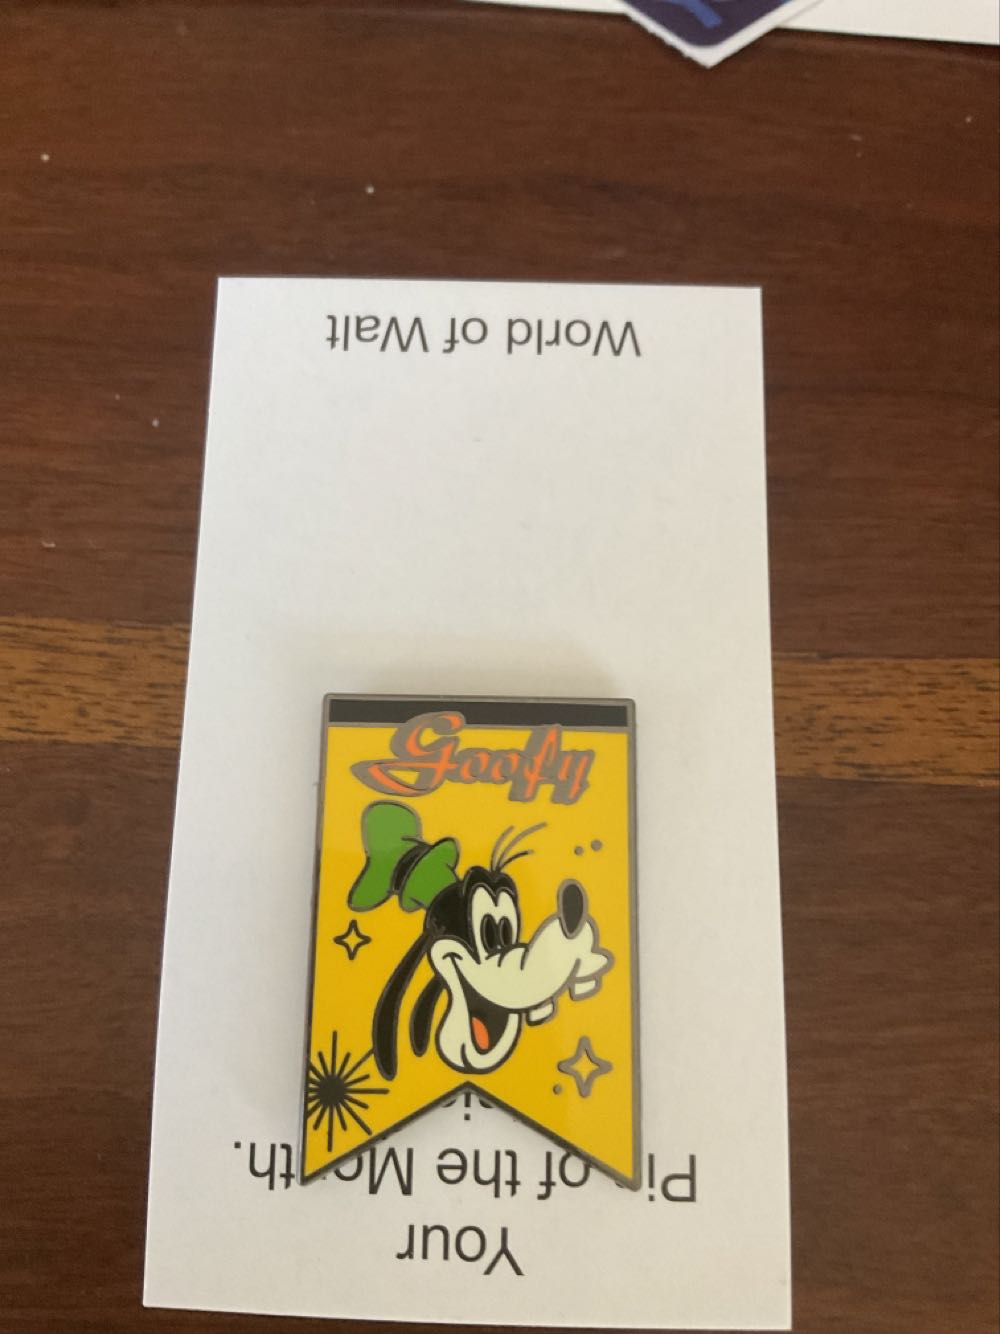 Your
Pin of the Month.
World of Walt
Goofy